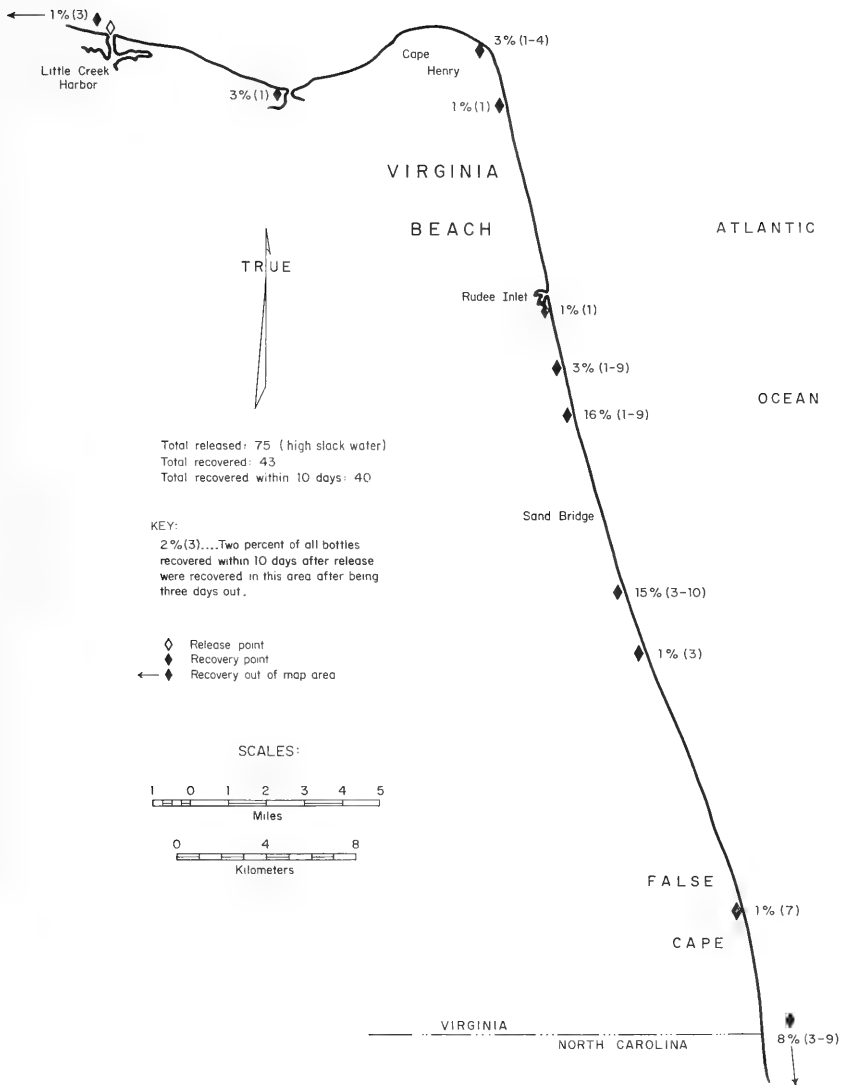 1% (3)
Little Creek
Harbor
3% (1)
Cape
Henry
3% (1-4)
1% (1)
VIRGINIA
BEACH
ATLANTIC
TRUE
Rudee Inlet
1% (1)
3% (1-9)
OCEAN
16% (1-9)
Total released: 75 (high slack water)
Total recovered: 43
Total recovered within 10 days: 40
Sand Bridge
KEY:
2%(3)....Two percent of all bottles
recovered within 10 days after release
were recovered in this area after being
three days out.
15% (3-10)
Release point
Recovery point
Recovery out of map area
1% (3)
SCALES:
1 0 1 2 3 4 5
Miles
0 4 8
Kilometers
FALSE
1% (7)
CAPE
VIRGINIA
NORTH CAROLINA
8% (3-9)